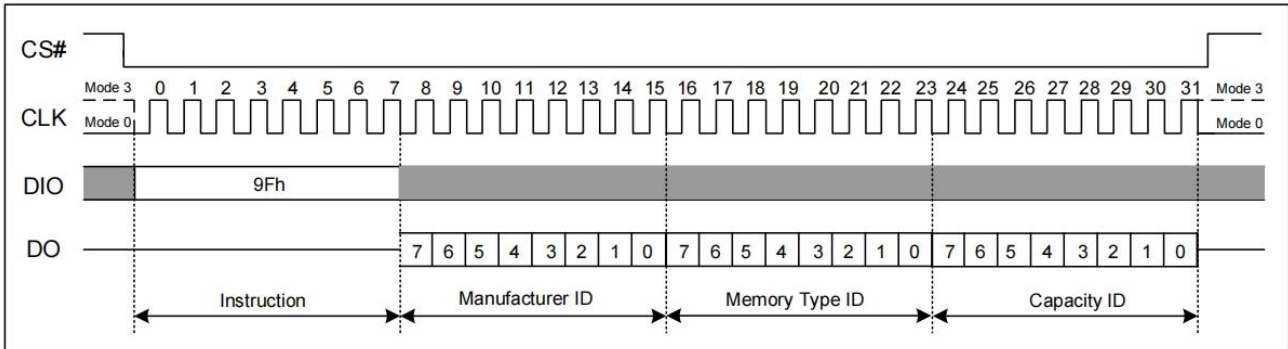 CS#
Mode 3 0 1 2 3 4 5 6 7 8 9 10 11 12 13 14 15 16 17 18 19 20 21 22 23 24 25 26 27 28 29 30 31 Mode 3
CLK
Mode 0 Mode 0
DIO 9Fh
DO 7 6 5 4 3 2 1 0 7 6 5 4 3 2 1 0 7 6 5 4 3 2 1 0
Instruction Manufacturer ID Memory Type ID Capacity ID